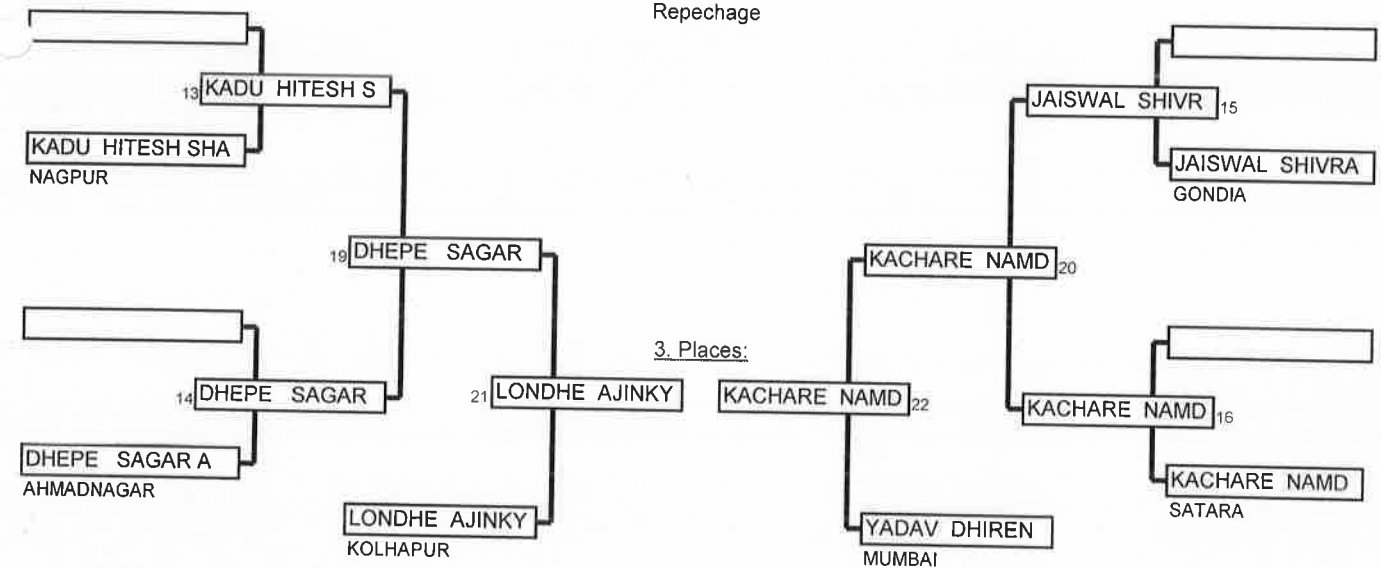 Repechage
13 KADU HITESH S
JAISWAL SHIVR 15
KADU HITESH SHA
NAGPUR
JAISWAL SHIVRA
GONDIA
19 DHEPE SAGAR
KACHARE NAMD 20
3. Places:
14 DHEPE SAGAR
21 LONDHE AJINKY
KACHARE NAMD 22
KACHARE NAMD 16
DHEPE SAGAR A
AHMADNAGAR
KACHARE NAMD
SATARA
LONDHE AJINKY
KOLHAPUR
YADAV DHIREN
MUMBAI